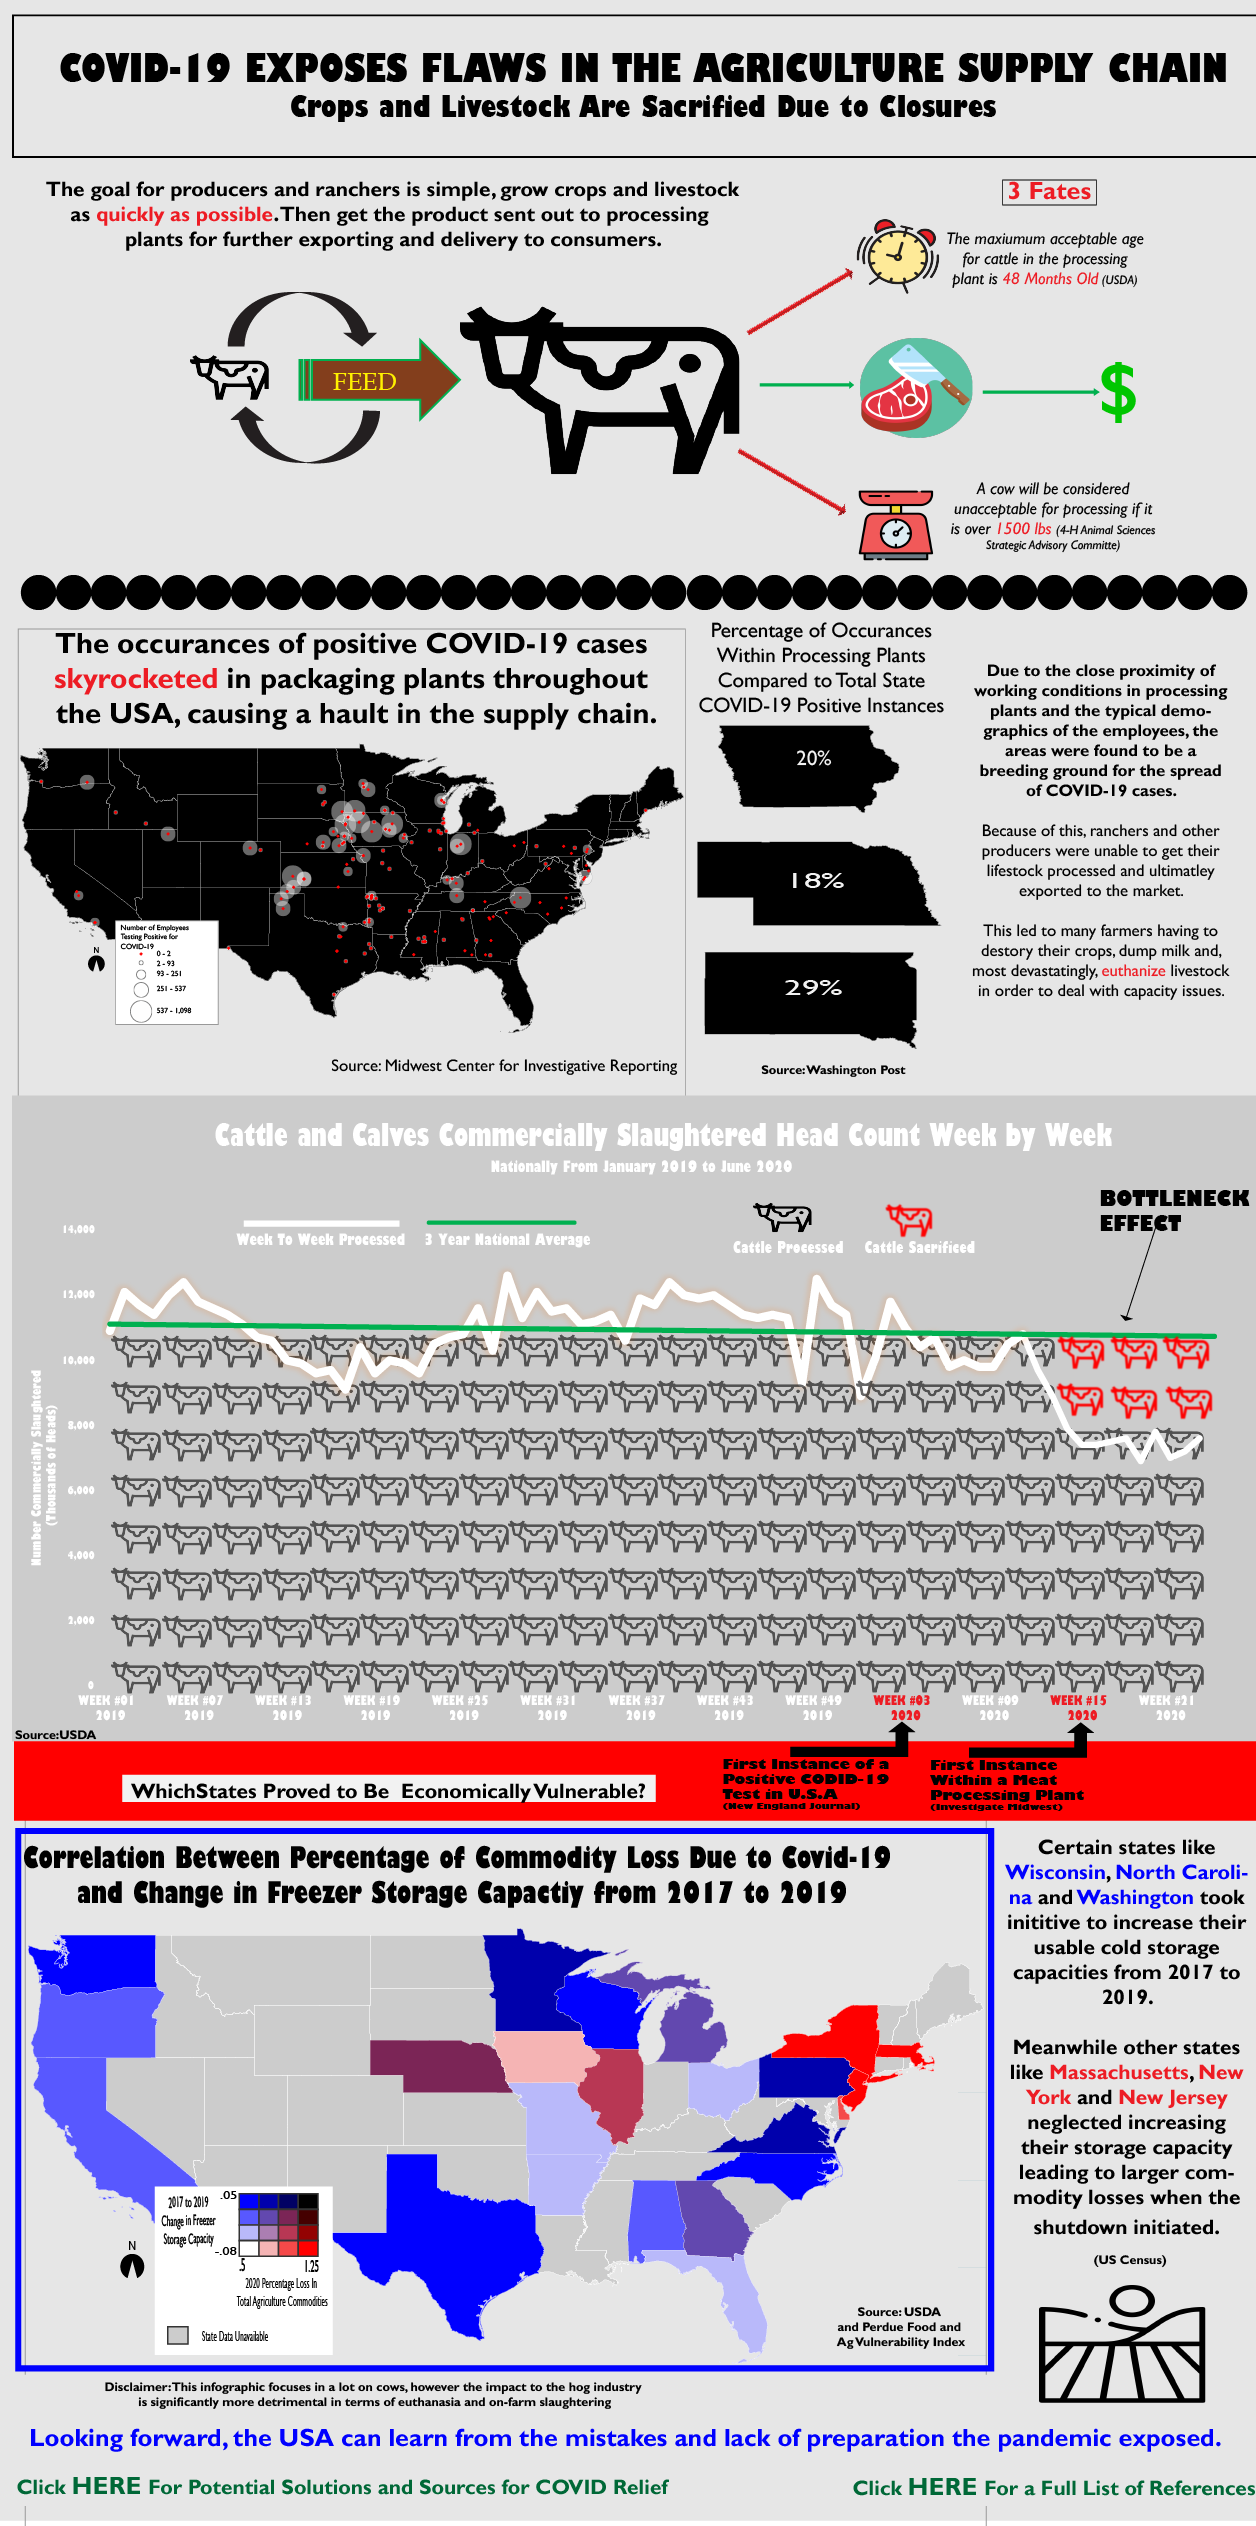 COVID-19 EXPOSES FLAWS IN THE AGRICULTURE SUPPLY CHAIN
Crops and Livestock Are Sacrified Due to Closures
The goal for producers and ranchers is simple, grow crops and livestock
as quickly as possible. Then get the product sent out to processing
plants for further exporting and delivery to consumers.
3 Fates
The maxiumum acceptable age
for cattle in the processing
plant is 48 Months Old (USDA)
FEED
$
A cow will be considered
unacceptable for processing if it
is over 1500 lbs (4-H Animal Sciences
Strategic Advisory Committe)
The occurances of positive COVID-19 cases
skyrocketed in packaging plants throughout
the USA, causing a hault in the supply chain.
Number of Employees
Testing Positive for
COVID-19
0 - 2
2 - 93
93 - 251
251 - 537
537 - 1,098
N
Source: Midwest Center for Investigative Reporting
Percentage of Occurances
Within Processing Plants
Compared to Total State
COVID-19 Positive Instances
20%
18%
29%
Source: Washington Post
Due to the close proximity of
working conditions in processing
plants and the typical demo-
graphics of the employees, the
areas were found to be a
breeding ground for the spread
of COVID-19 cases.
Because of this, ranchers and other
producers were unable to get their
lifestock processed and ultimatley
exported to the market.
This led to many farmers having to
destory their crops, dump milk and,
most devastatingly, euthanize livestock
in order to deal with capacity issues.
Cattle and Calves Commercially Slaughtered Head Count Week by Week
Nationally From January 2019 to June 2020
BOTTLENECK
EFFECT
Week To Week Processed
3 Year National Average
Cattle Processed
Cattle Sacrificed
Number Commercially Slaughtered
(Thousands of Heads)
14,000
12,000
10,000
8,000
6,000
4,000
2,000
0
WEEK #01 WEEK #07 WEEK #13 WEEK #19 WEEK #25 WEEK #31 WEEK #37 WEEK #43 WEEK #49 WEEK #03 WEEK #09 WEEK #15 WEEK #21
2019 2019 2019 2019 2019 2019 2019 2019 2019 2020 2020 2020 2020
Source:USDA
WhichStates Proved to Be Economically Vulnerable?
First Instance of a
Positive CODID-19
Test in U.S.A
(New England Journal)
First Instance
Within a Meat
Processing Plant
(Investigate Midwest)
Correlation Between Percentage of Commodity Loss Due to Covid-19
and Change in Freezer Storage Capactiy from 2017 to 2019
2017 to 2019
Change in Freezer
Storage Capacity
.05
-.08
.5
1.25
2020 Percentage Loss In
Total Agriculture Commodities
State Data Unavailable
N
Source: USDA
and Perdue Food and
Ag Vulnerability Index
Certain states like
Wisconsin, North Caroli-
na and Washington took
inititive to increase their
usable cold storage
capacities from 2017 to
2019.
Meanwhile other states
like Massachusetts, New
York and New Jersey
neglected increasing
their storage capacity
leading to larger com-
modity losses when the
shutdown initiated.
(US Census)
Disclaimer: This infographic focuses in a lot on cows, however the impact to the hog industry
is significantly more detrimental in terms of euthanasia and on-farm slaughtering
Looking forward, the USA can learn from the mistakes and lack of preparation the pandemic exposed.
Click HERE For Potential Solutions and Sources for COVID Relief
Click HERE For a Full List of References